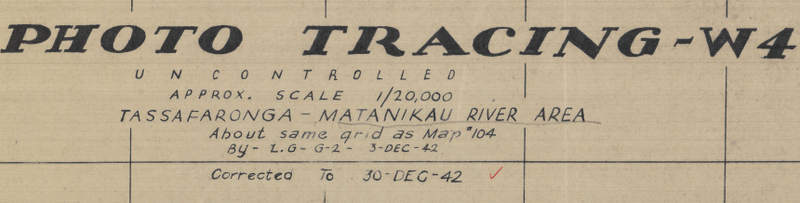 PHOTO TRACING-W4
UNCONTROLLED
APPROX. SCALE 1/20,000
TASSAFARONGA - MATANIKAU RIVER AREA
About same grid as Map #104
By - L.G - G-2 - 3-DEC-42
Corrected To 30-DEC-42 ✓